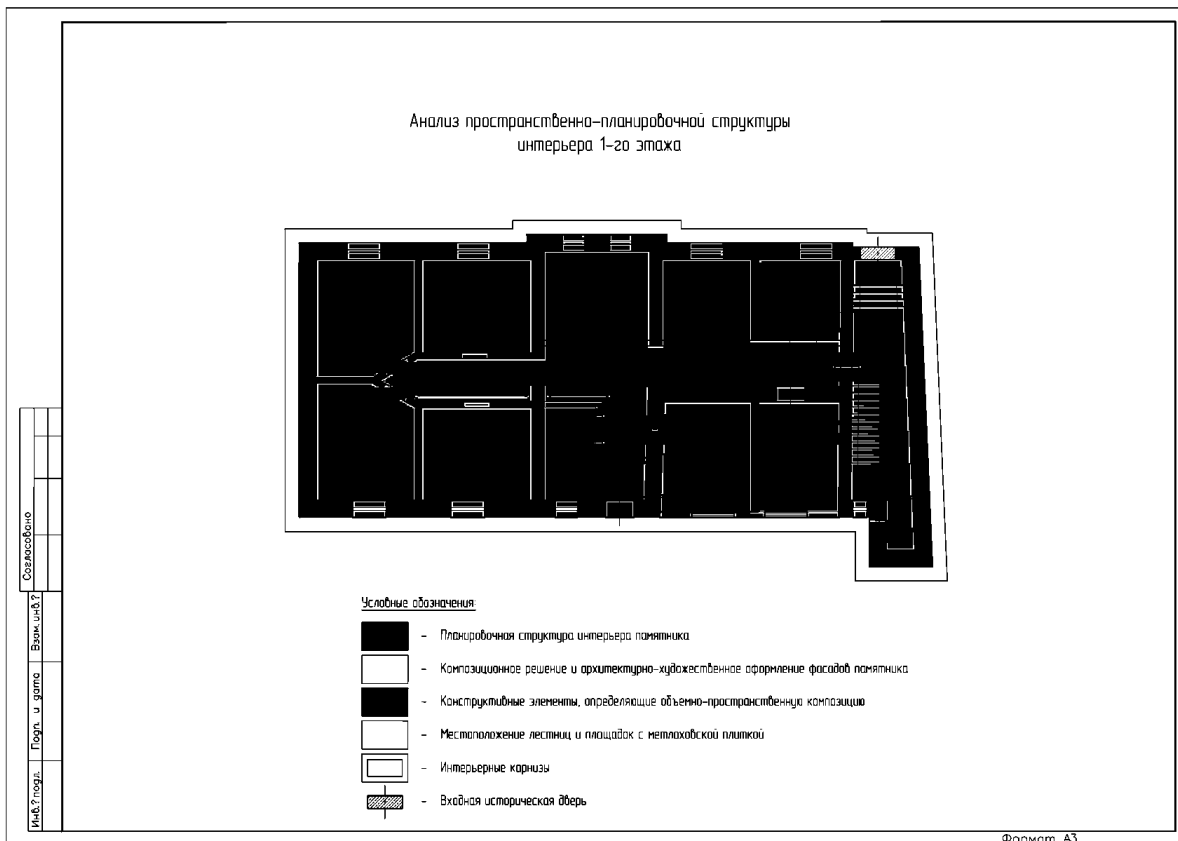 Анализ пространственно-планировочной структуры
интерьера 1-го этажа
Условные обозначения:
- Планировочная структура интерьера памятника
- Композиционное решение и архитектурно-художественное оформление фасадов памятника
- Конструктивные элементы, определяющие объемно-пространственную композицию
- Местоположение лестниц и площадок с метлаховской плиткой
- Интерьерные карнизы
- Входная историческая дверь
Согласовано
Взам. инв.?
Подп. и дата
Инв.? подл.
Формат А3